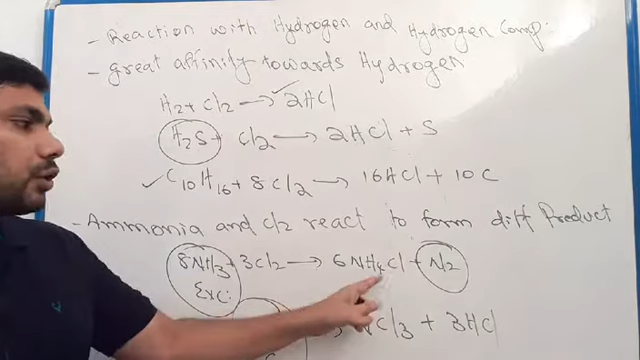 - Reaction with Hydrogen and Hydrogen Comp:
- great affinity towards Hydrogen
H2 + Cl2 → 2HCl
H2S + Cl2 → 2HCl + S
✓ C10H16 + 8Cl2 → 16HCl + 10C
- Ammonia and Cl2 react to form diff Product
8NH3 + 3Cl2 → 6NH4Cl + N2
Exc:
NCl3 + 3HCl